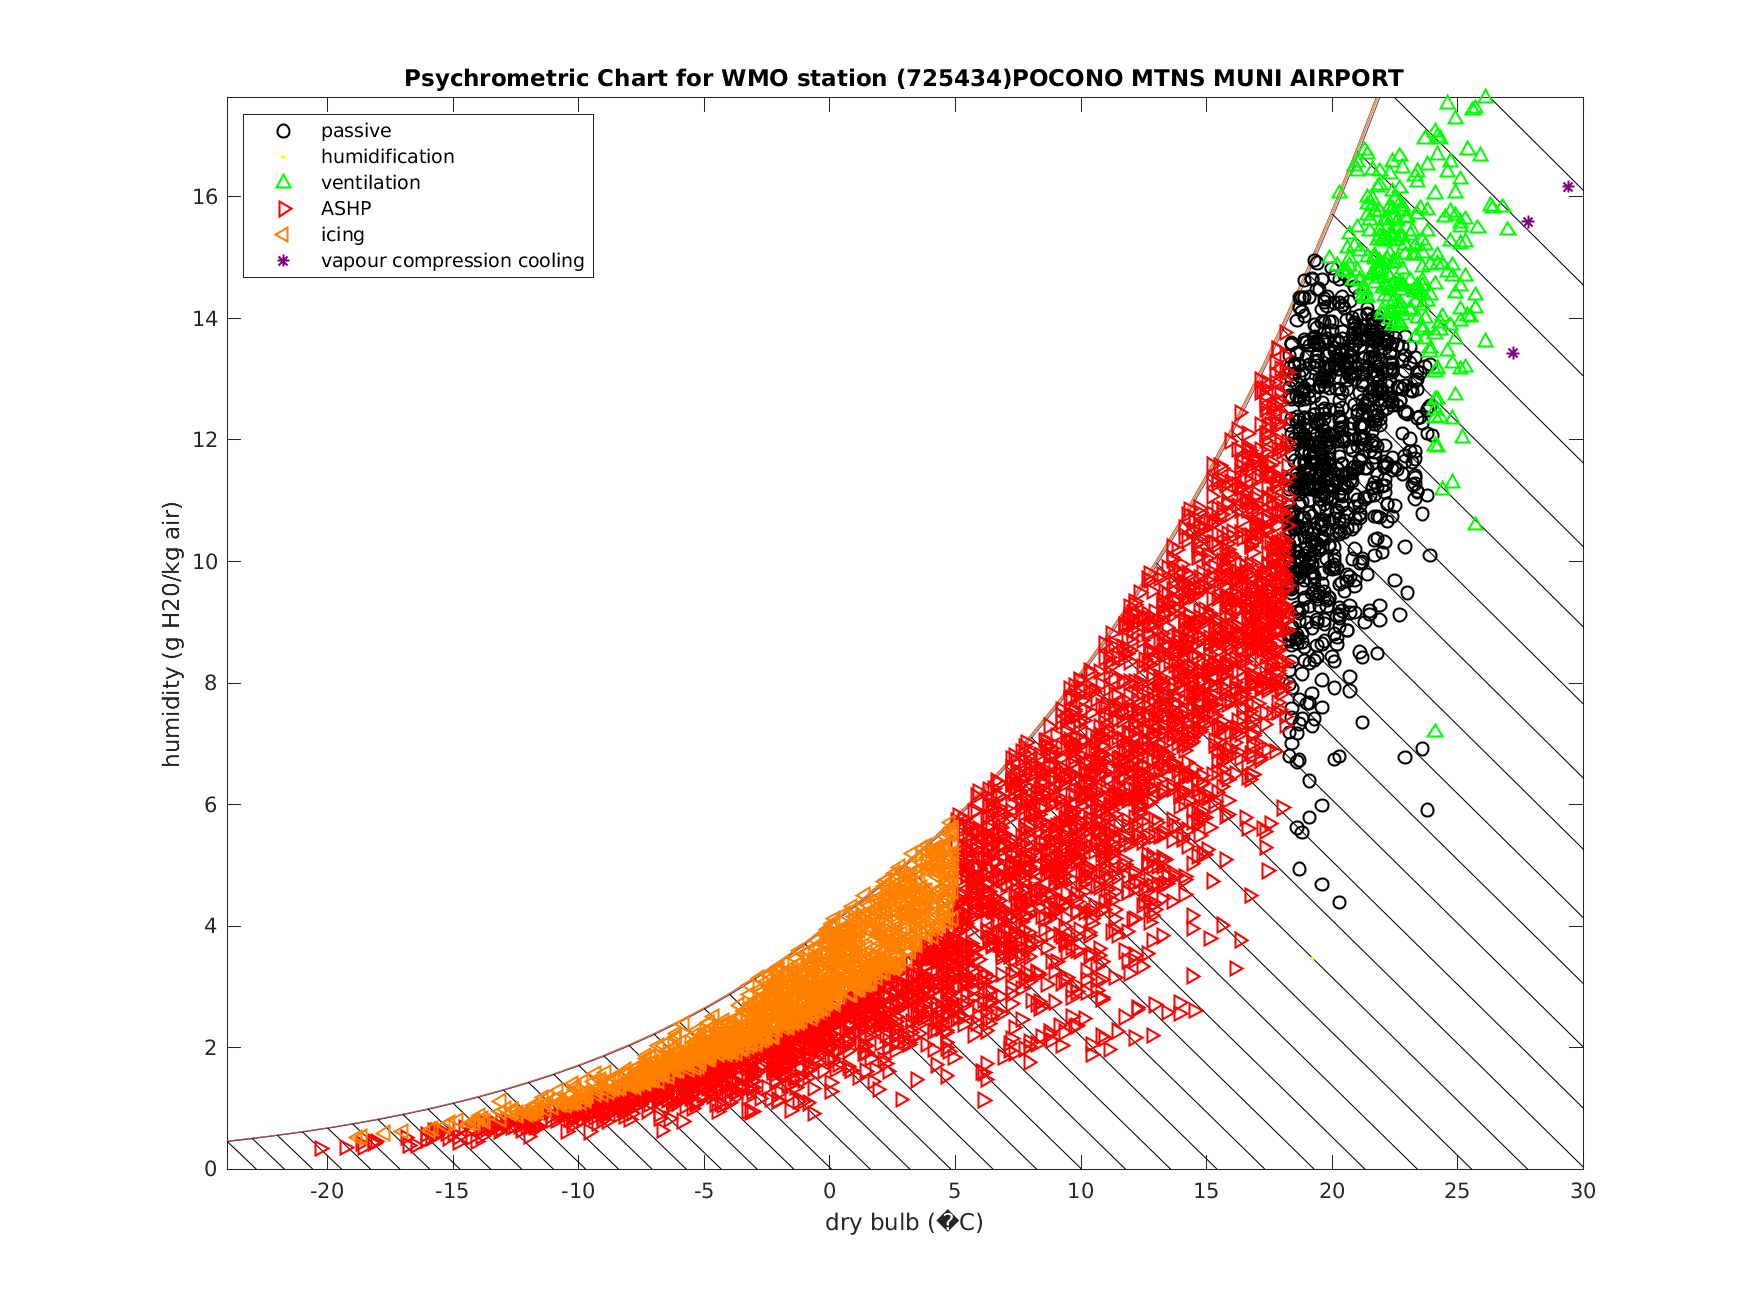 Psychrometric Chart for WMO station (725434)POCONO MTNS MUNI AIRPORT
passive
humidification
ventilation
ASHP
icing
vapour compression cooling
humidity (g H20/kg air)
16
14
12
10
8
6
4
2
0
-20 -15 -10 -5 0 5 10 15 20 25 30
dry bulb (�C)